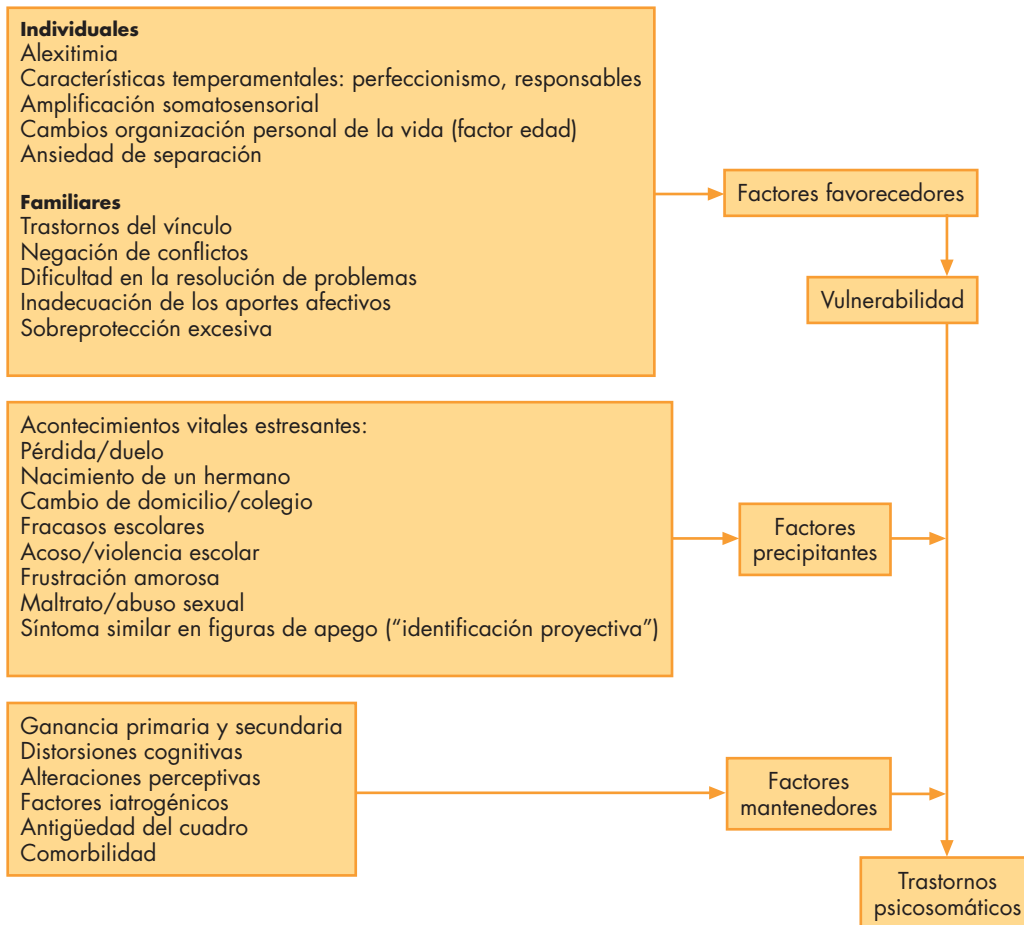 Individuales
Alexitimia
Características temperamentales: perfeccionismo, responsables
Amplificación somatosensorial
Cambios organización personal de la vida (factor edad)
Ansiedad de separación
Familiares
Trastornos del vínculo
Negación de conflictos
Dificultad en la resolución de problemas
Inadecuación de los aportes afectivos
Sobreprotección excesiva
Factores favorecedores
Vulnerabilidad
Acontecimientos vitales estresantes:
Pérdida/duelo
Nacimiento de un hermano
Cambio de domicilio/colegio
Fracasos escolares
Acoso/violencia escolar
Frustración amorosa
Maltrato/abuso sexual
Síntoma similar en figuras de apego (“identificación proyectiva”)
Factores
precipitantes
Ganancia primaria y secundaria
Distorsiones cognitivas
Alteraciones perceptivas
Factores iatrogénicos
Antigüedad del cuadro
Comorbilidad
Factores
mantenedores
Trastornos
psicosomáticos